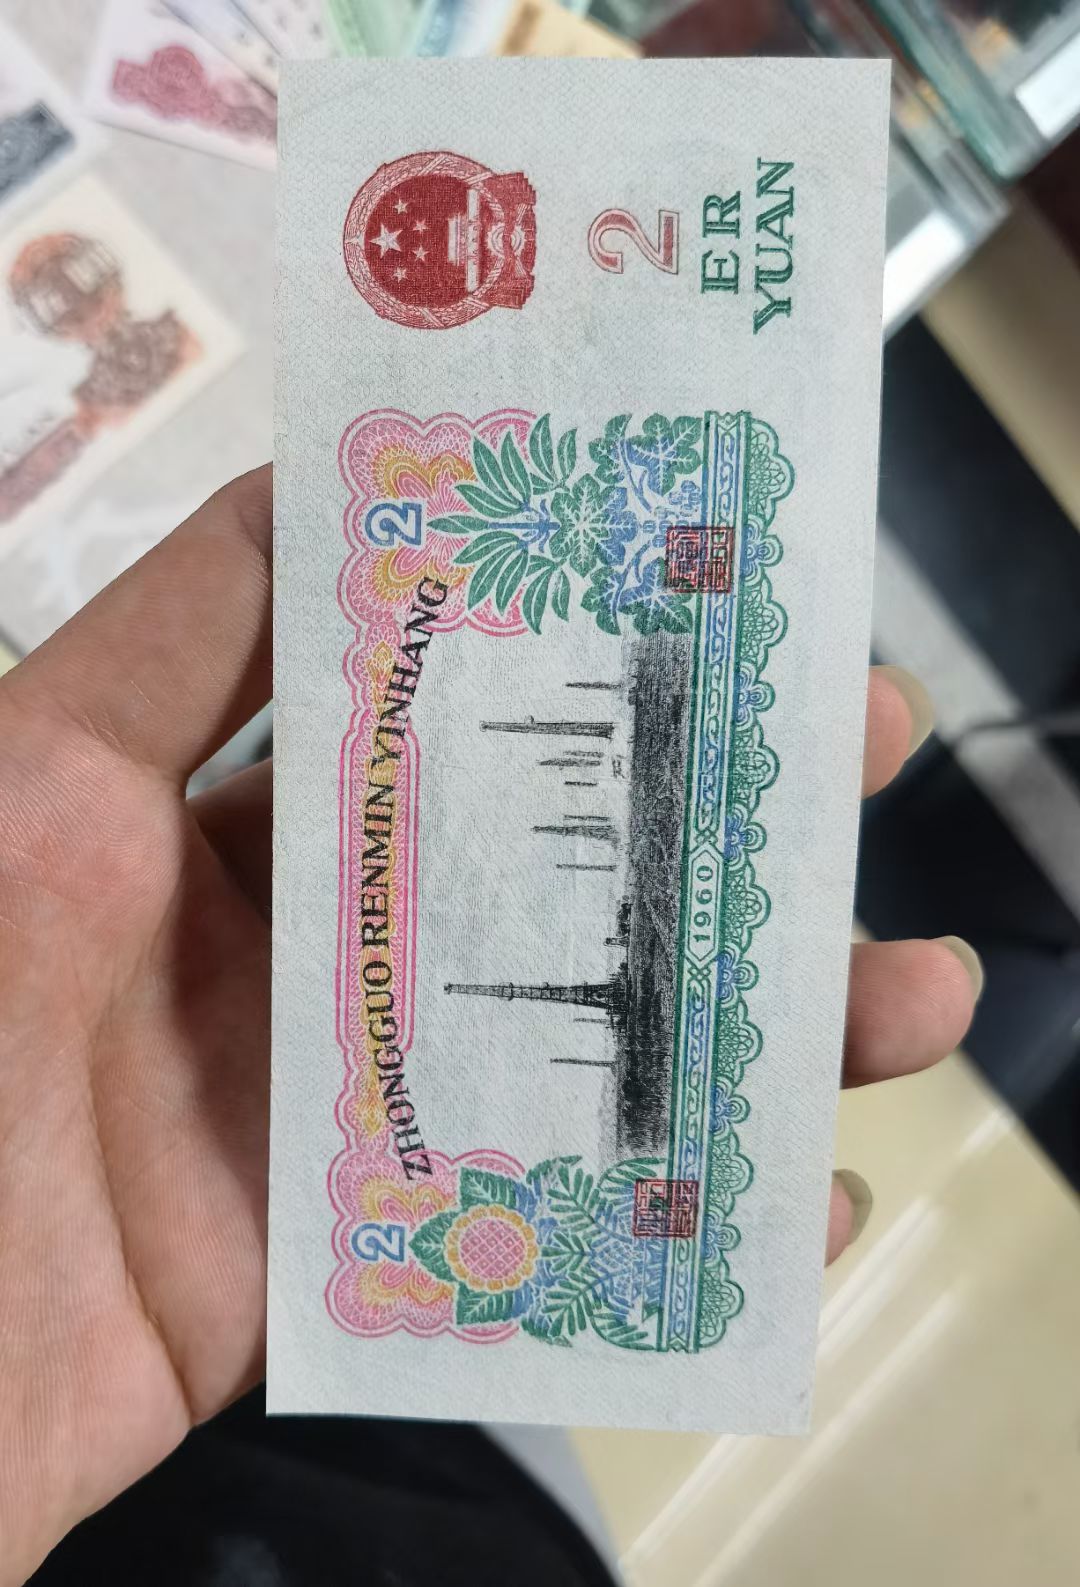 ZHONGGUO RENMIN YINHANG
2
2
2
ER
YUAN
1960